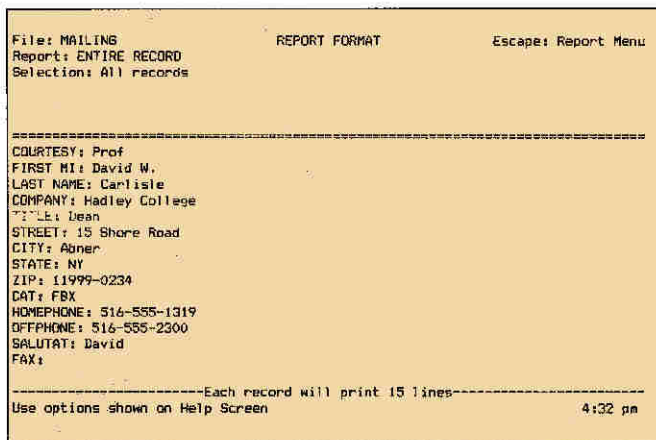 File: MAILING REPORT FORMAT Escape: Report Menu
Report: ENTIRE RECORD
Selection: All records
================================================================================
COURTESY: Prof
FIRST MI: David W.
LAST NAME: Carlisle
COMPANY: Hadley College
TITLE: Dean
STREET: 15 Shore Road
CITY: Abner
STATE: NY
ZIP: 11999-0234
CAT: FBX
HOMEPHONE: 516-555-1319
OFFPHONE: 516-555-2300
SALUTAT: David
FAX:
------------------------Each record will print 15 lines------------------------
Use options shown on Help Screen 4:32 pm